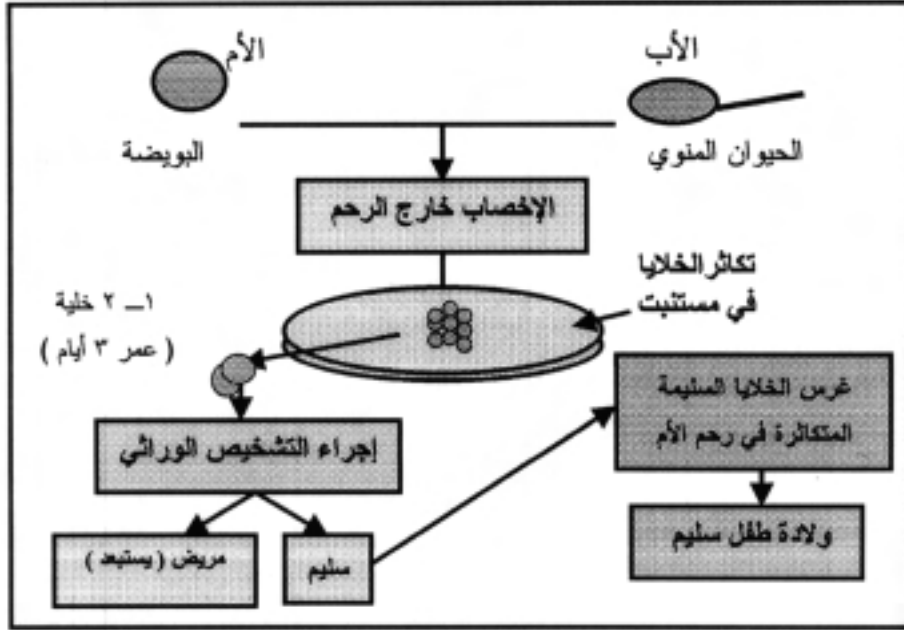 الأم
الأب
البويضة
الحيوان المنوي
الإخصاب خارج الرحم
تكاثر الخلايا
في مستنبت
١ــ ٢ خلية
( عمر ٣ أيام )
غرس الخلايا السليمة
المتكاثرة في رحم الأم
إجراء التشخيص الوراثي
ولادة طفل سليم
سليم
مريض ( يستبعد )